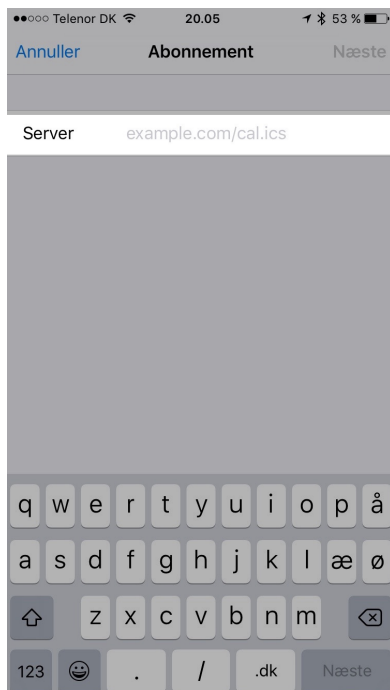 Telenor DK 20.05 53 %
Annuller Abonnement Næste
Server example.com/cal.ics
q w e r t y u i o p å
a s d f g h j k l æ ø
z x c v b n m
123 . / .dk Næste